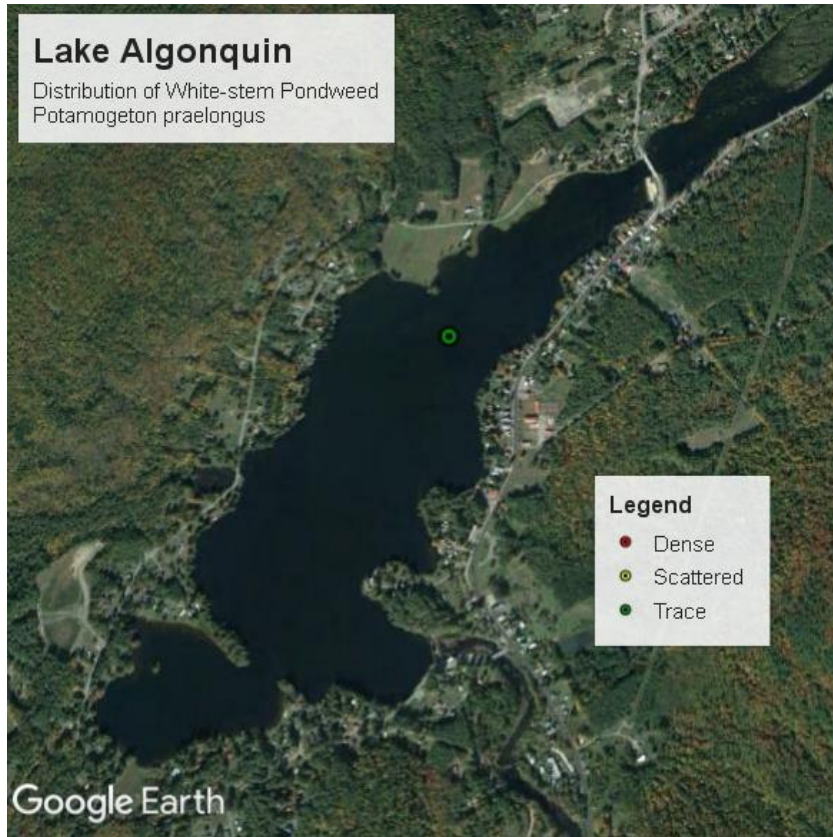 Lake Algonquin
Distribution of White-stem Pondweed
Potamogeton praelongus
Legend
Dense
Scattered
Trace
Google Earth